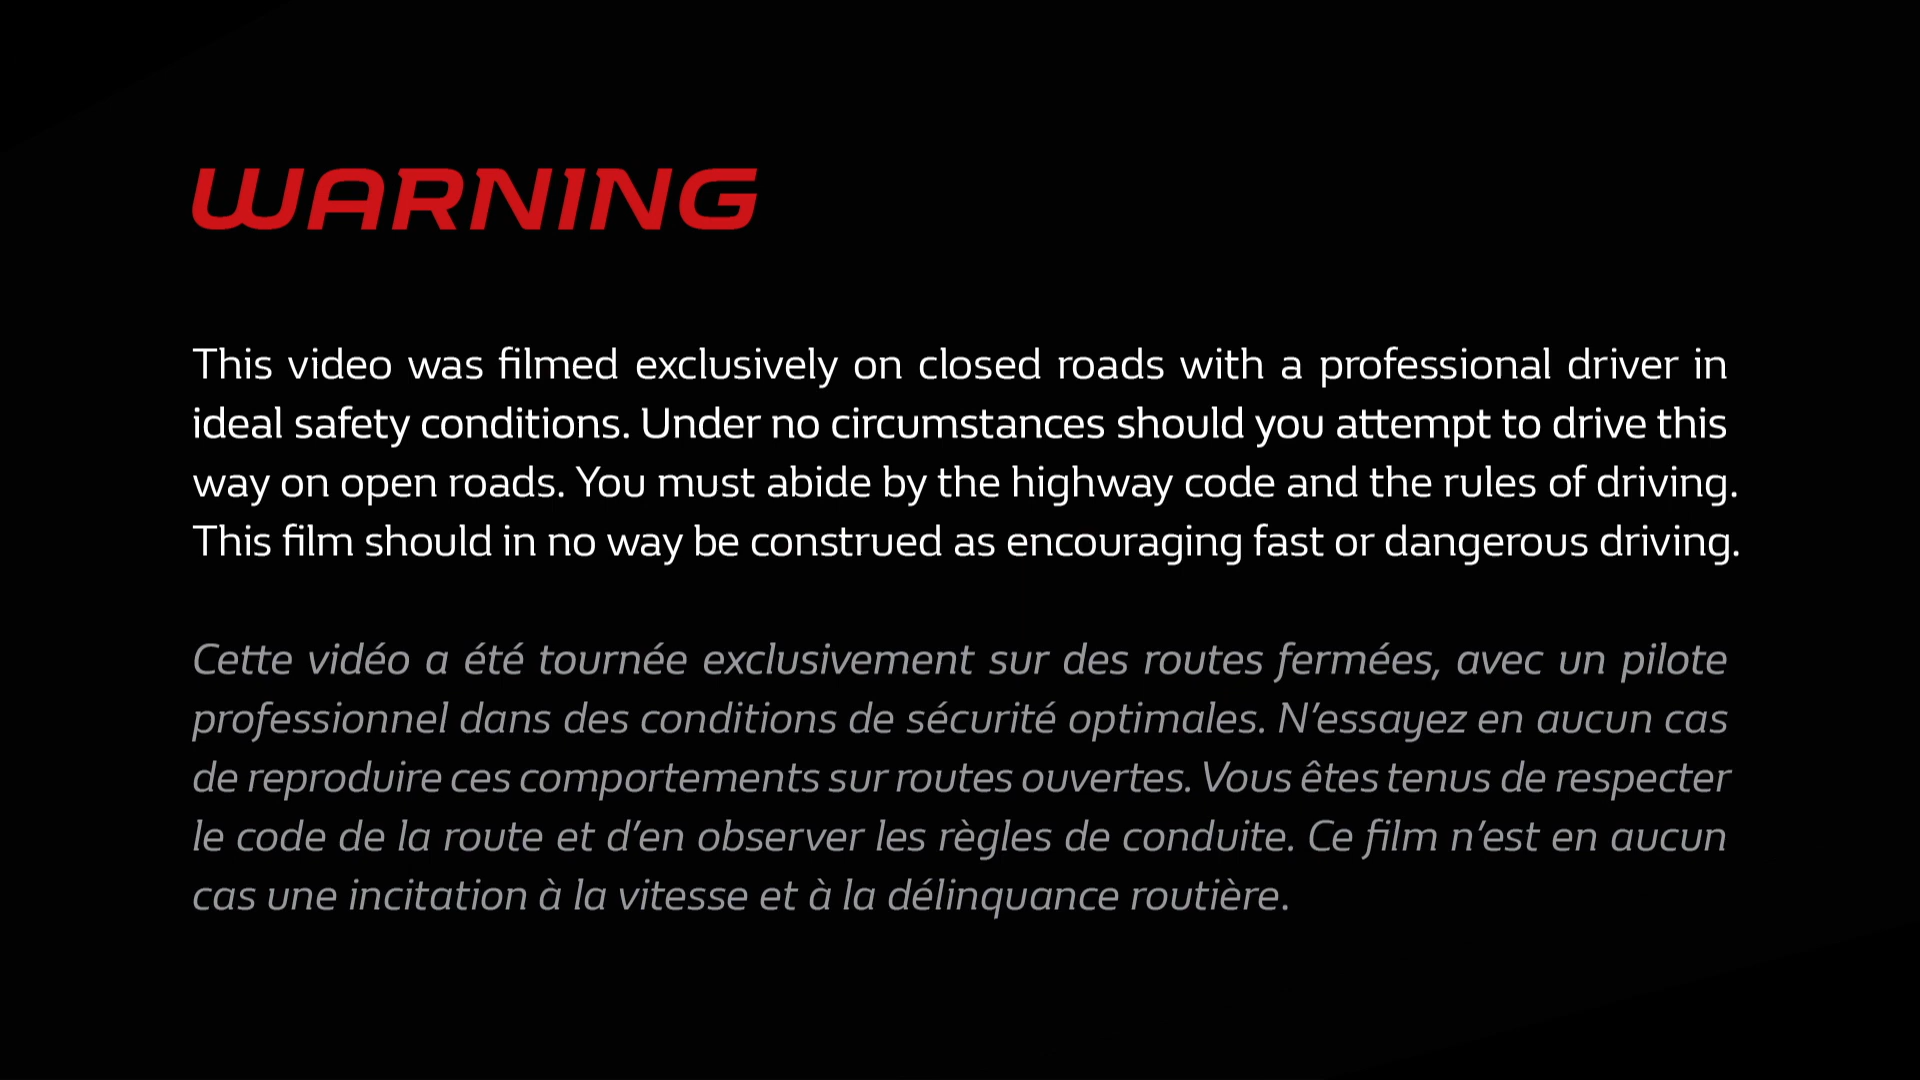 WARNING
This video was filmed exclusively on closed roads with a professional driver in
ideal safety conditions. Under no circumstances should you attempt to drive this
way on open roads. You must abide by the highway code and the rules of driving.
This film should in no way be construed as encouraging fast or dangerous driving.
Cette vidéo a été tournée exclusivement sur des routes fermées, avec un pilote
professionnel dans des conditions de sécurité optimales. N’essayez en aucun cas
de reproduire ces comportements sur routes ouvertes. Vous êtes tenus de respecter
le code de la route et d’en observer les règles de conduite. Ce film n’est en aucun
cas une incitation à la vitesse et à la délinquance routière.